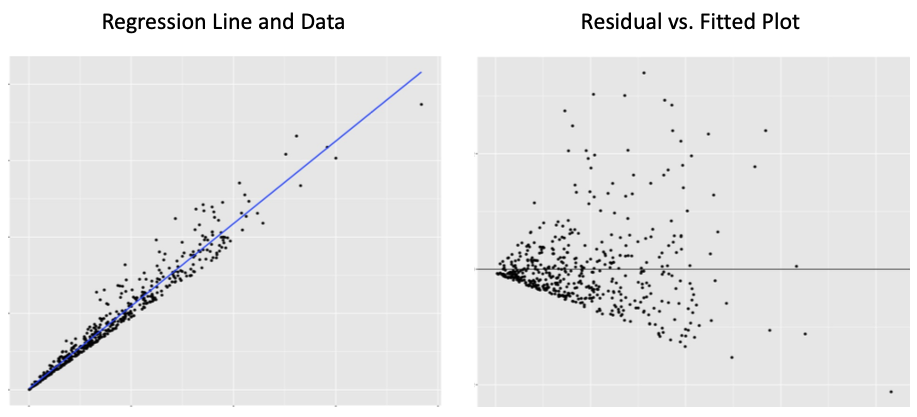 Regression Line and Data
Residual vs. Fitted Plot